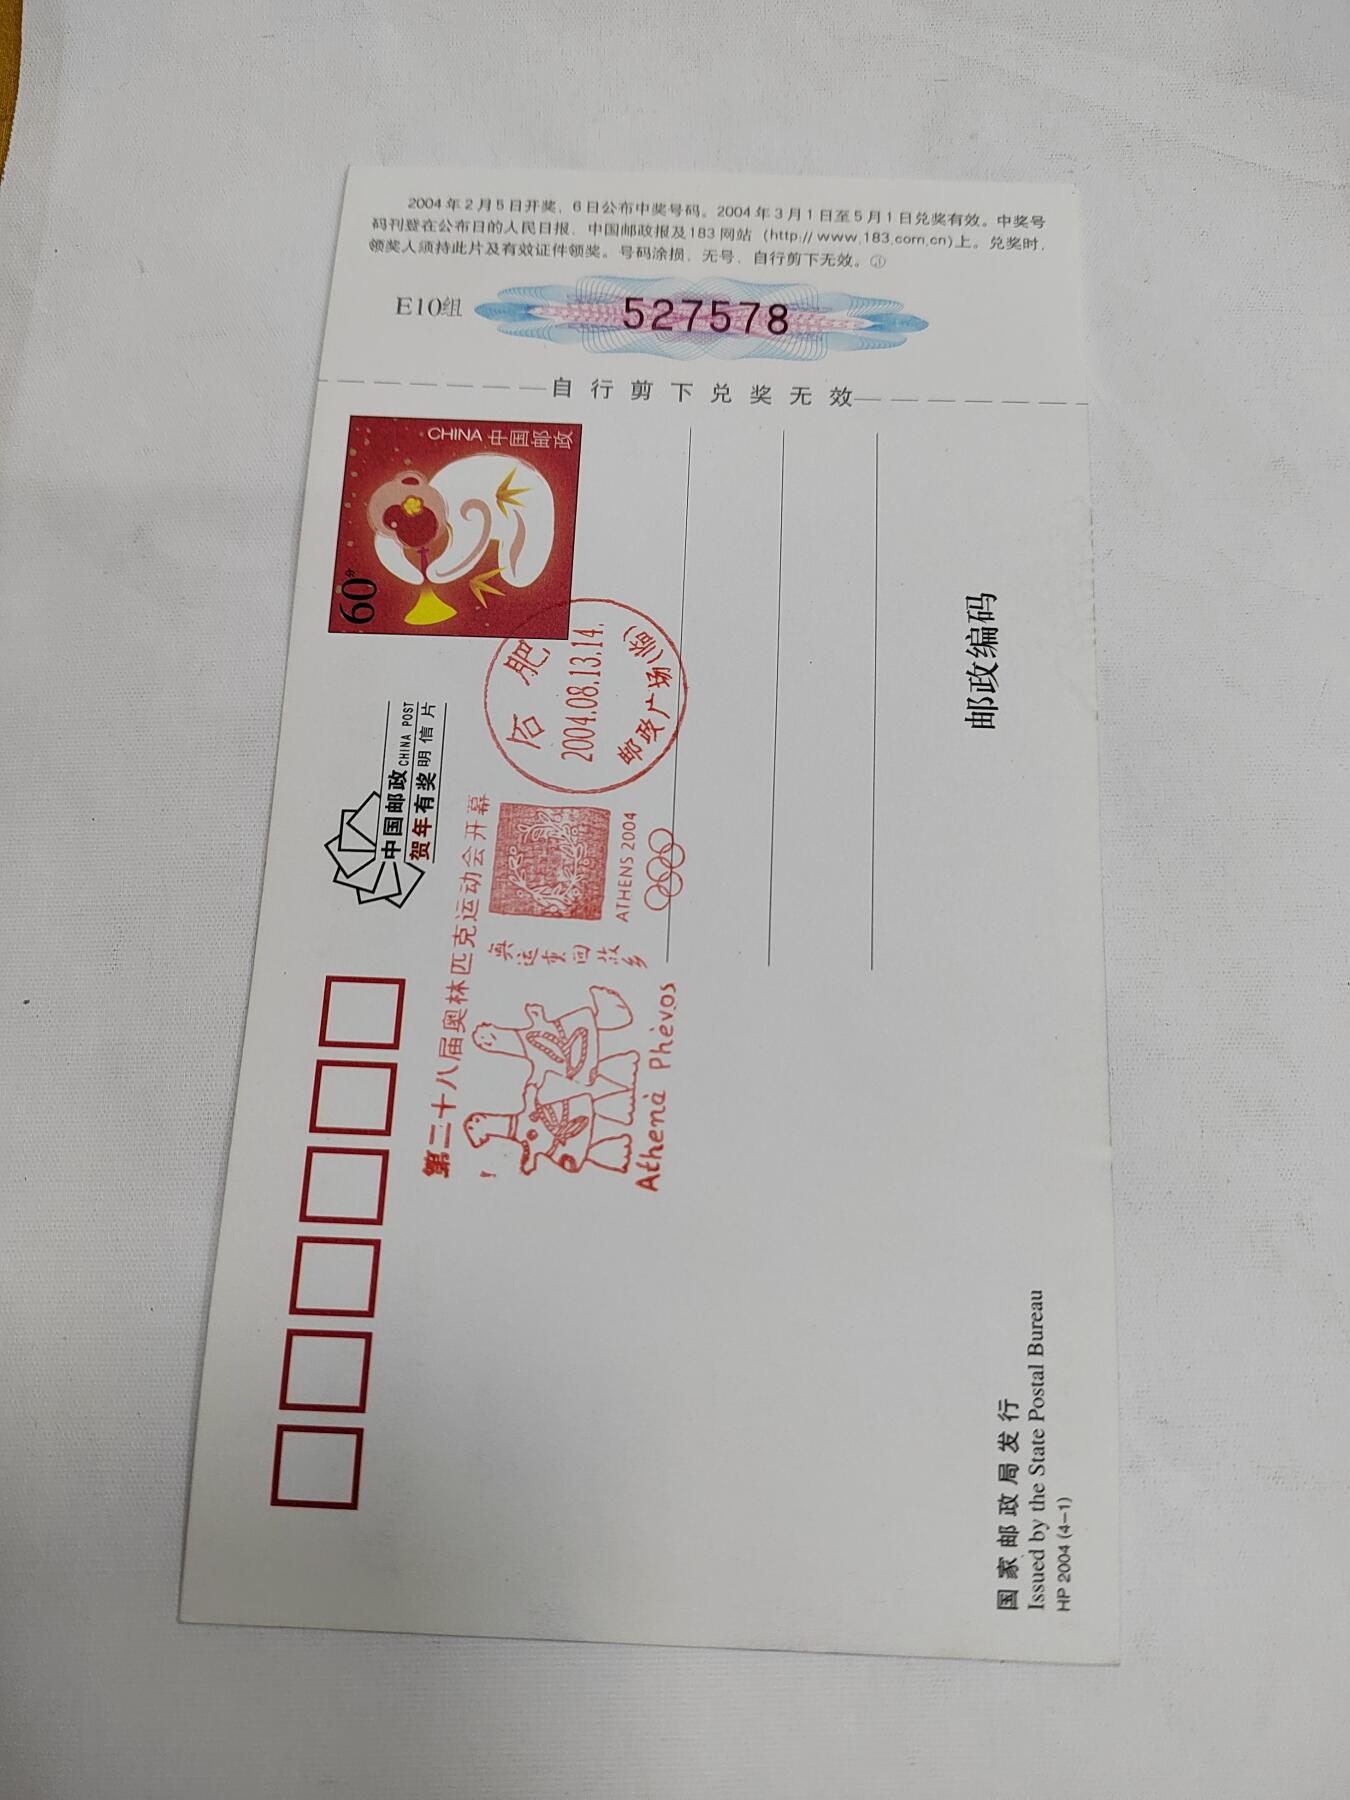 2004年2月5日开奖，6日公布中奖号码。2004年3月1日至5月1日兑奖有效。中奖号
码刊登在公布日的人民日报、中国邮政报及183网站（http://www.183.com.cn)上。兑奖时，
领奖人须持此片及有效证件领奖。号码涂损、无号、自行剪下无效。
E10组
527578
自行剪下兑奖无效
CHINA 中国邮政
60分
中国邮政 CHINA POST
贺年有奖明信片
合肥
2004.08.13.14.
邮政广场(临)
第二十八届奥林匹克运动会开幕
奥运重回故乡
ATHENS 2004
Athenà Phèvos
邮政编码
国家邮政局发行
Issued by the State Postal Bureau
HP 2004 (4-1)